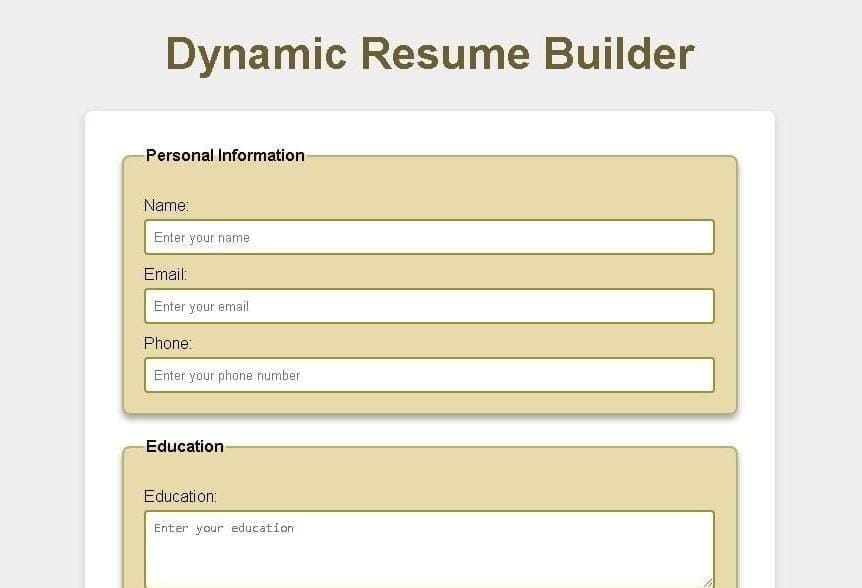 Dynamic Resume Builder
Personal Information
Name:
Enter your name
Email:
Enter your email
Phone:
Enter your phone number
Education
Education:
Enter your education